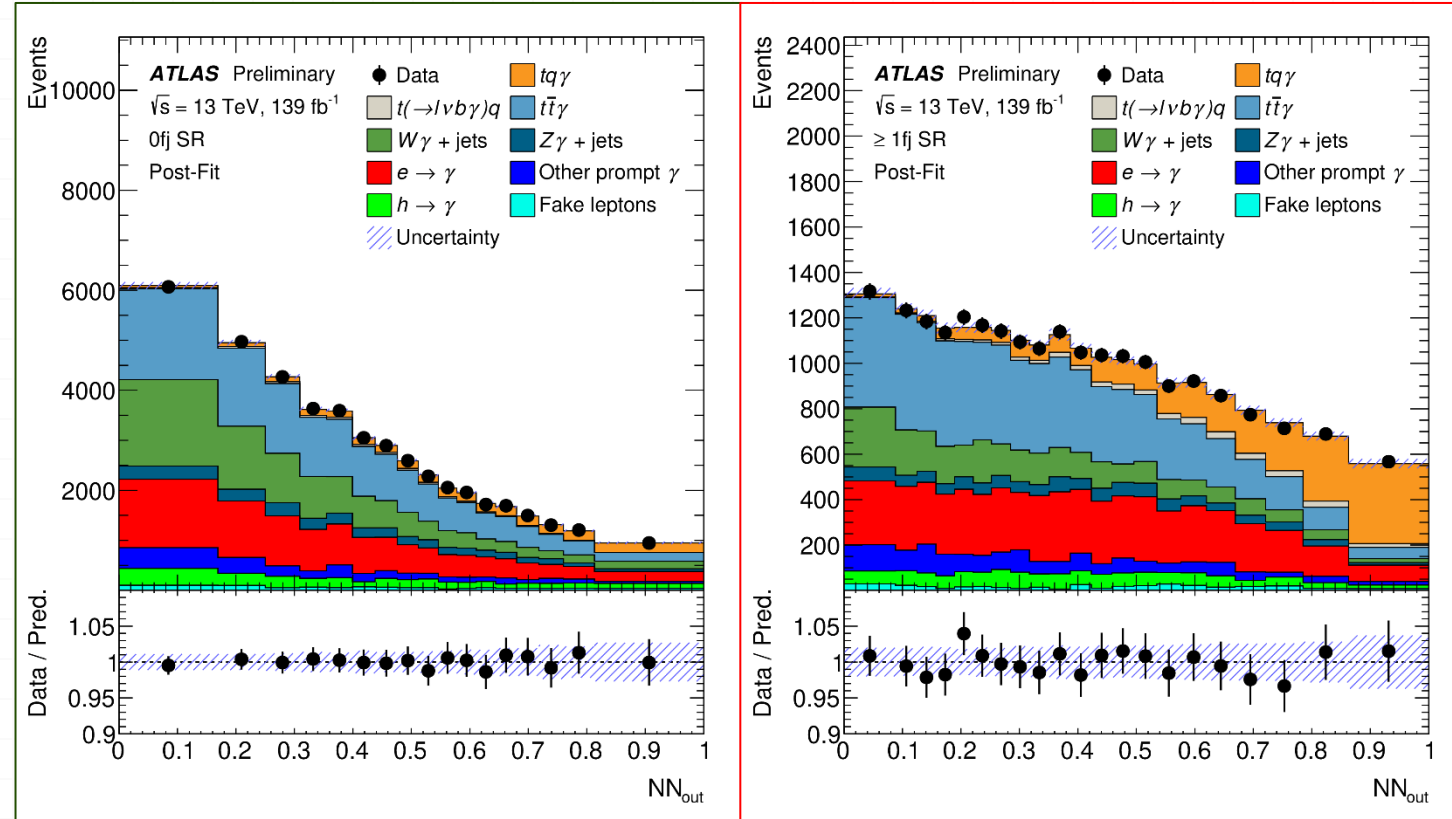 Events
10000
8000
6000
4000
2000
ATLAS Preliminary
√s = 13 TeV, 139 fb⁻¹
0fj SR
Post-Fit
Data
tqγ
t(→lνbγ)q
tt̄γ
Wγ + jets
Zγ + jets
e → γ
Other prompt γ
h → γ
Fake leptons
Uncertainty
Data / Pred.
1.05
1
0.95
0.9
0 0.1 0.2 0.3 0.4 0.5 0.6 0.7 0.8 0.9 1
NNout
Events
2400
2200
2000
1800
1600
1400
1200
1000
800
600
400
200
ATLAS Preliminary
√s = 13 TeV, 139 fb⁻¹
≥ 1fj SR
Post-Fit
Data
tqγ
t(→lνbγ)q
tt̄γ
Wγ + jets
Zγ + jets
e → γ
Other prompt γ
h → γ
Fake leptons
Uncertainty
Data / Pred.
1.05
1
0.95
0.9
0 0.1 0.2 0.3 0.4 0.5 0.6 0.7 0.8 0.9 1
NNout